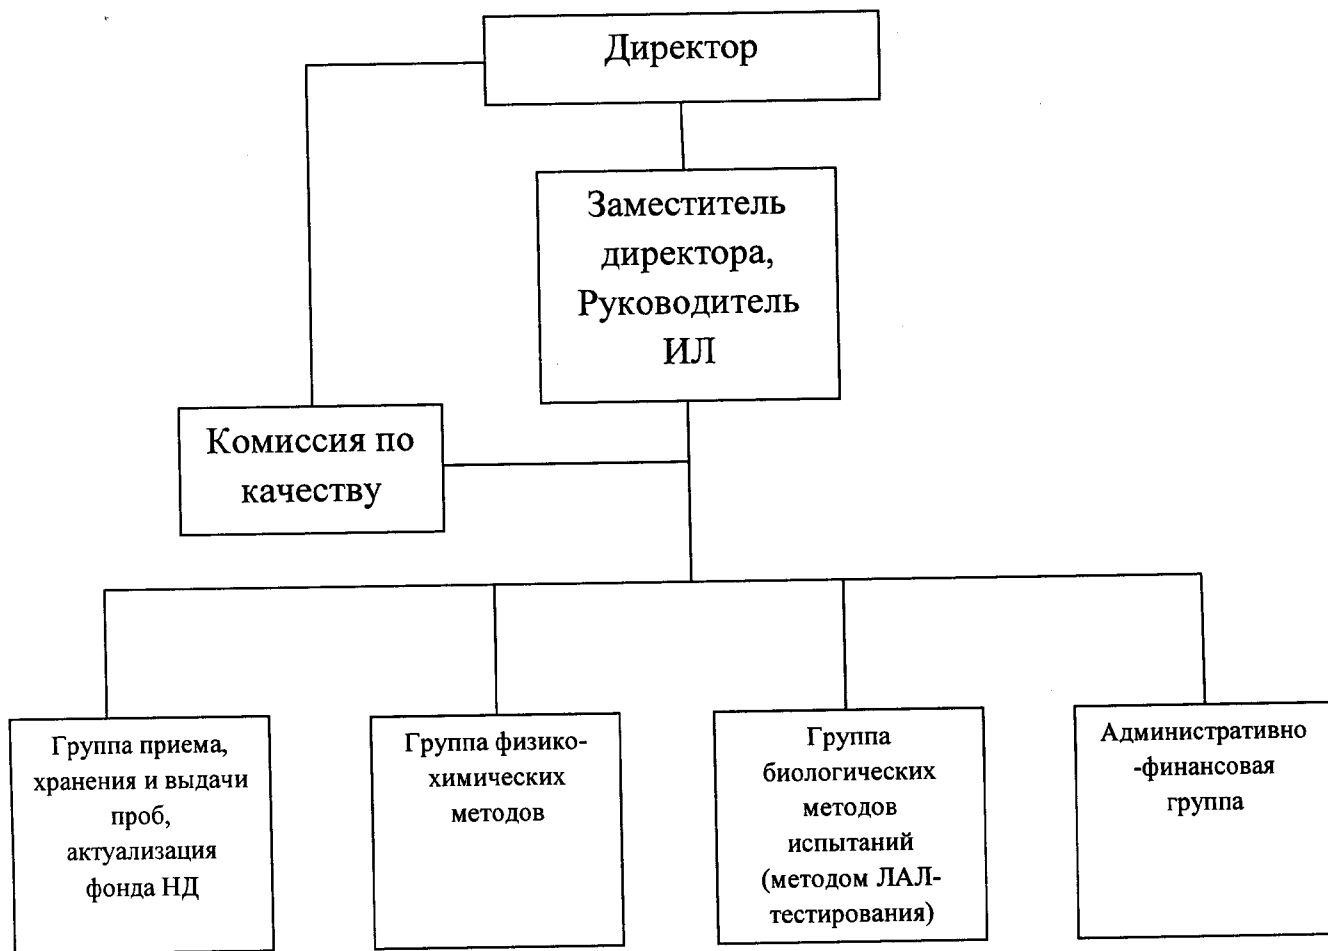 Директор
Заместитель
директора,
Руководитель
ИЛ
Комиссия по
качеству
Группа приема,
хранения и выдачи
проб,
актуализация
фонда НД
Группа физико-
химических
методов
Группа
биологических
методов
испытаний
(методом ЛАЛ-
тестирования)
Административно
-финансовая
группа